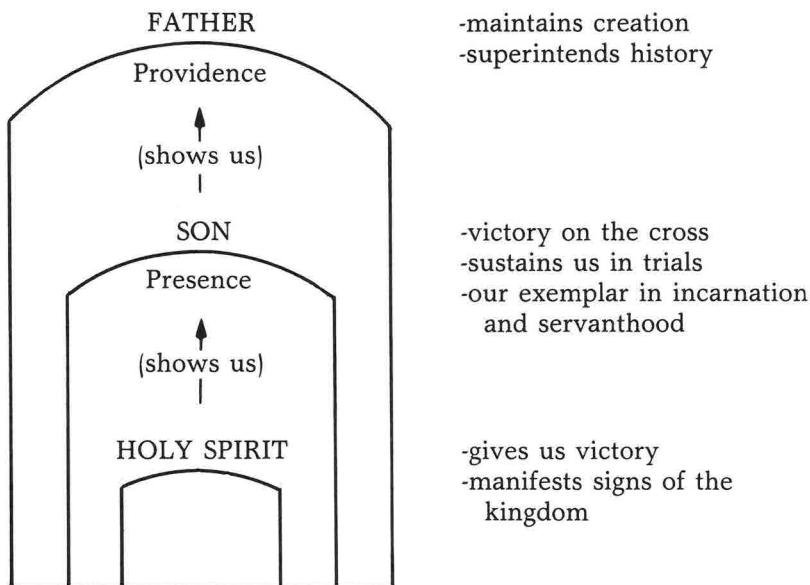 FATHER
Providence
(shows us)
SON
Presence
(shows us)
HOLY SPIRIT
-maintains creation
-superintends history
-victory on the cross
-sustains us in trials
-our exemplar in incarnation
and servanthood
-gives us victory
-manifests signs of the
kingdom